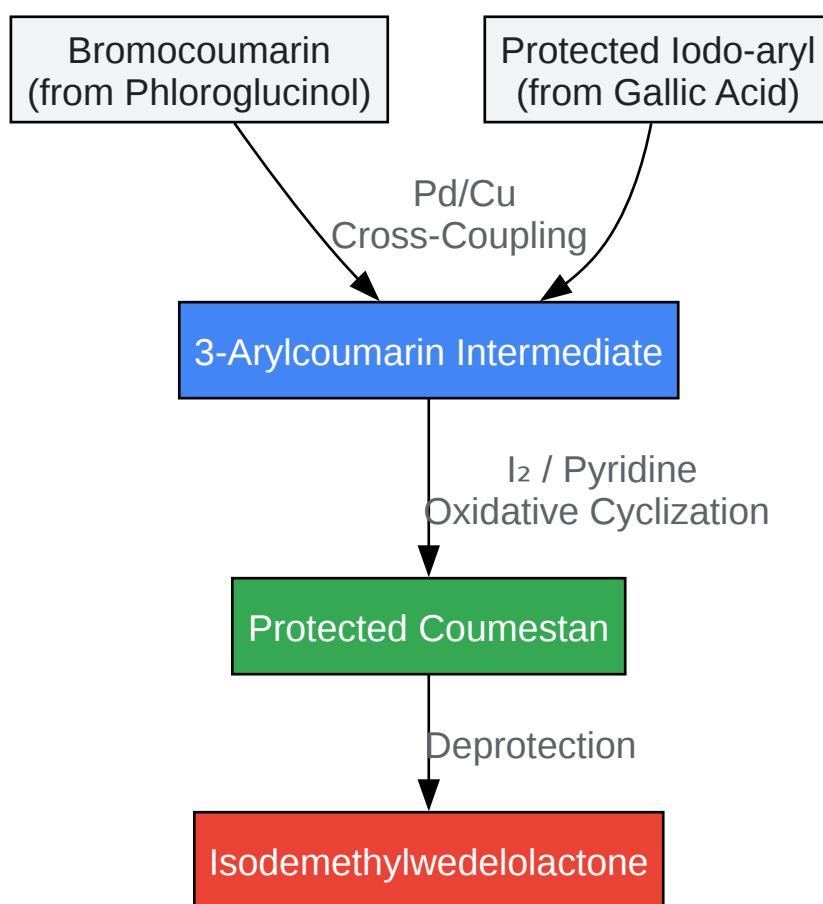 Bromocoumarin
(from Phloroglucinol)
Protected Iodo-aryl
(from Gallic Acid)
Pd/Cu
Cross-Coupling
3-Arylcoumarin Intermediate
I₂ / Pyridine
Oxidative Cyclization
Protected Coumestan
Deprotection
Isodemethylwedelolactone